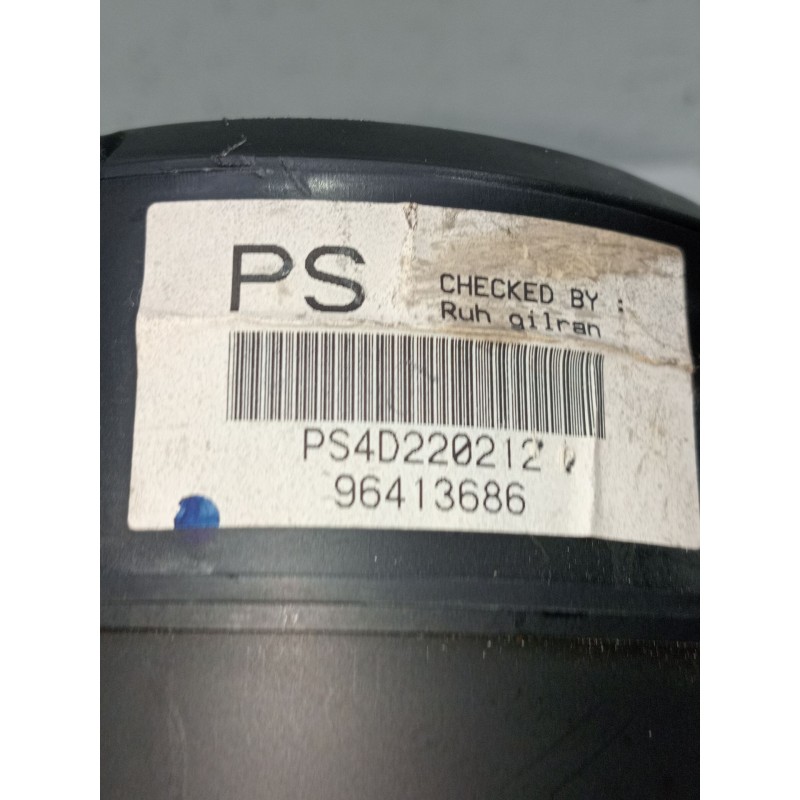 PS
CHECKED BY :
Ruh gilran
PS4D220212
96413686